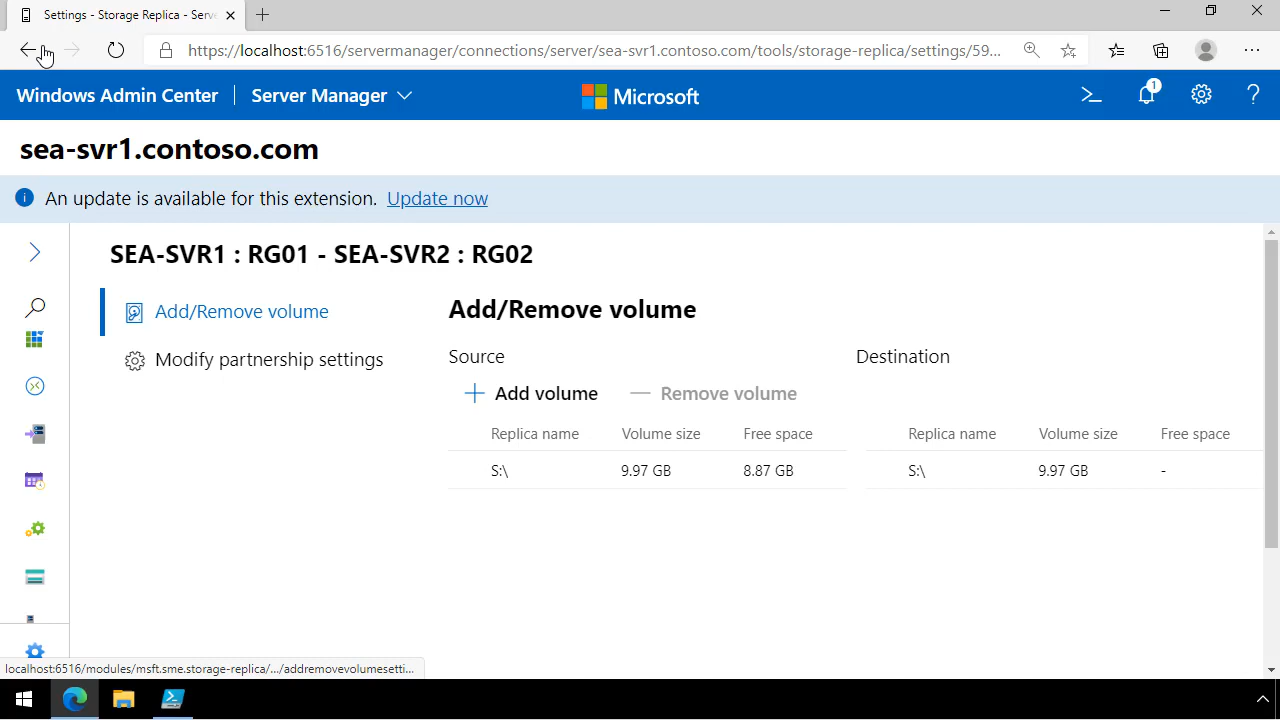 Settings - Storage Replica - Serve
https://localhost:6516/servermanager/connections/server/sea-svr1.contoso.com/tools/storage-replica/settings/59...
Windows Admin Center
Server Manager
Microsoft
1
sea-svr1.contoso.com
An update is available for this extension. Update now
SEA-SVR1 : RG01 - SEA-SVR2 : RG02
Add/Remove volume
Modify partnership settings
Add/Remove volume
Source
Destination
Add volume
Remove volume
Replica name Volume size Free space
Replica name Volume size Free space
S:\ 9.97 GB 8.87 GB
S:\ 9.97 GB -
localhost:6516/modules/msft.sme.storage-replica/.../addremovevolumesetti...